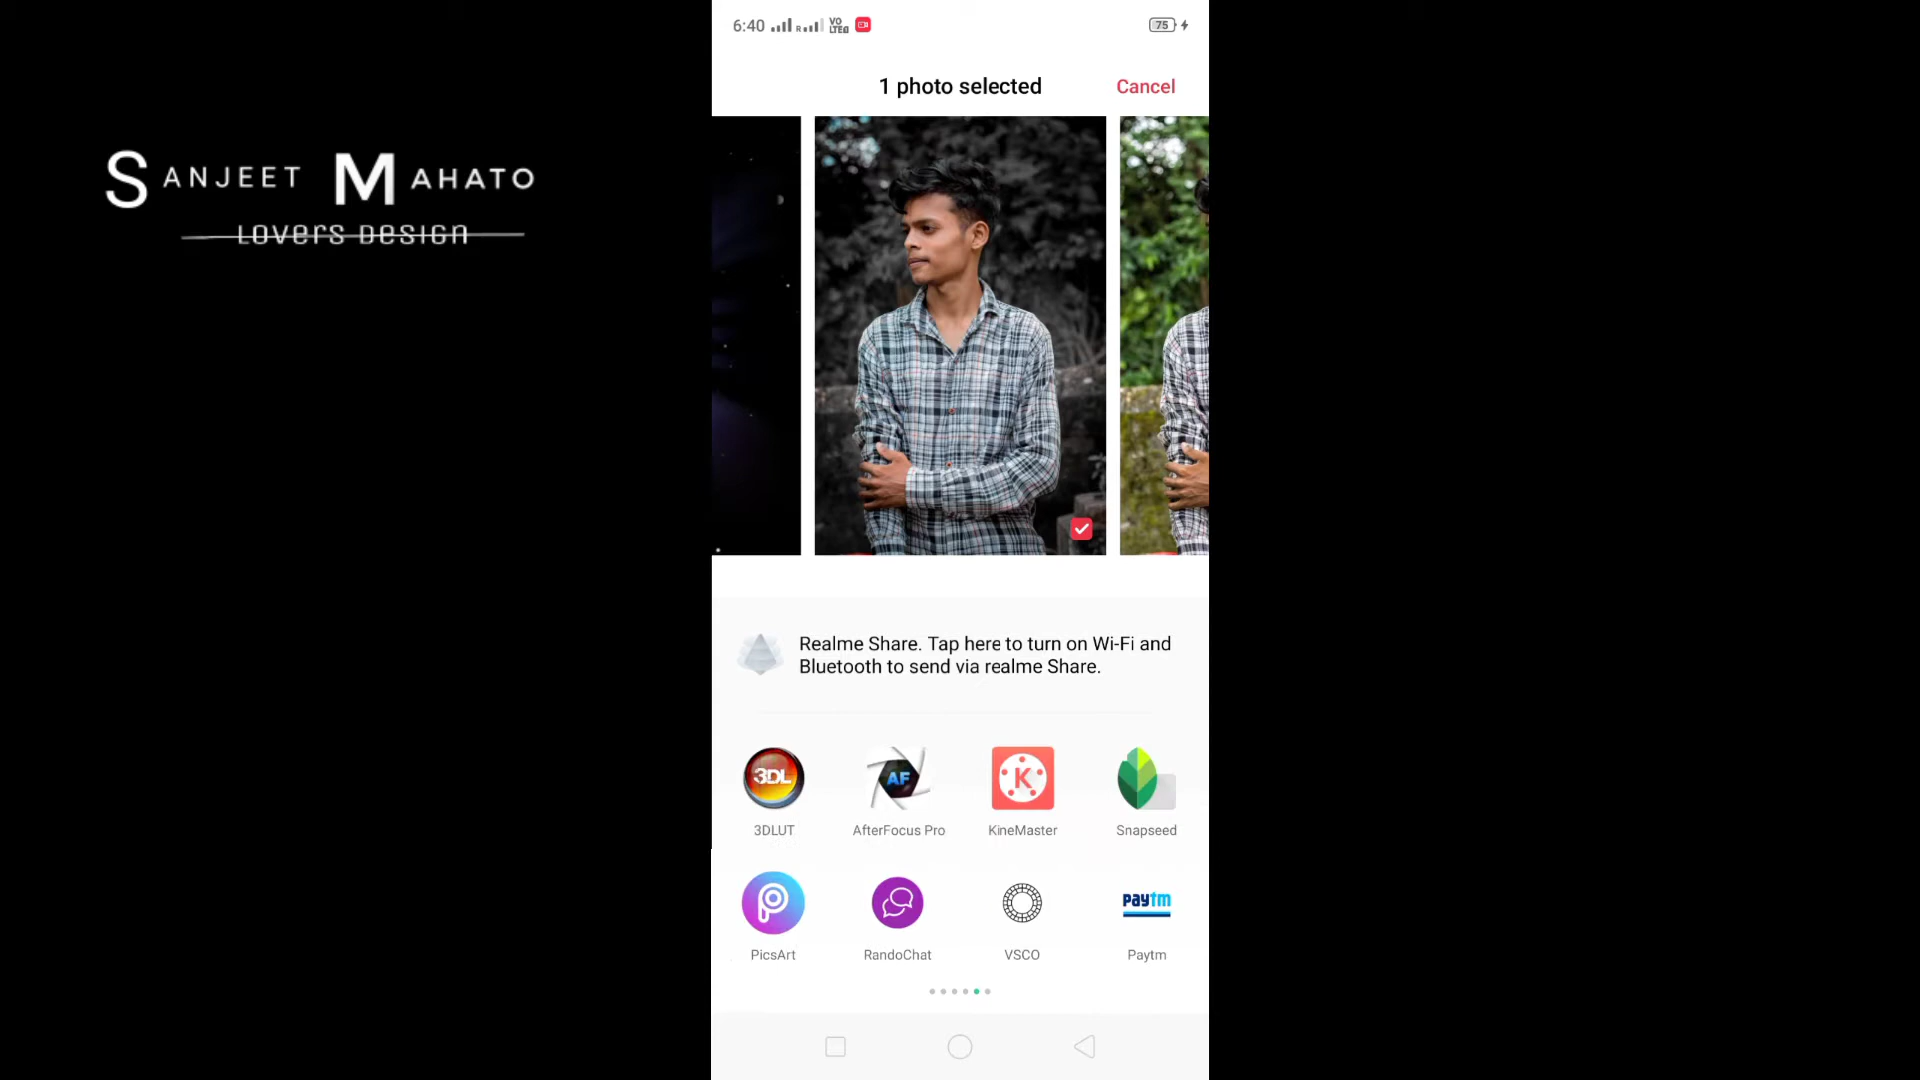 6:40 R VO LTE 75
1 photo selected
Cancel
SANJEET MAHATO
LOVERS DESIGN
Realme Share. Tap here to turn on Wi-Fi and
Bluetooth to send via realme Share.
3DL
AF
K
3DLUT
AfterFocus Pro
KineMaster
Snapseed
P
paytm
PicsArt
RandoChat
VSCO
Paytm